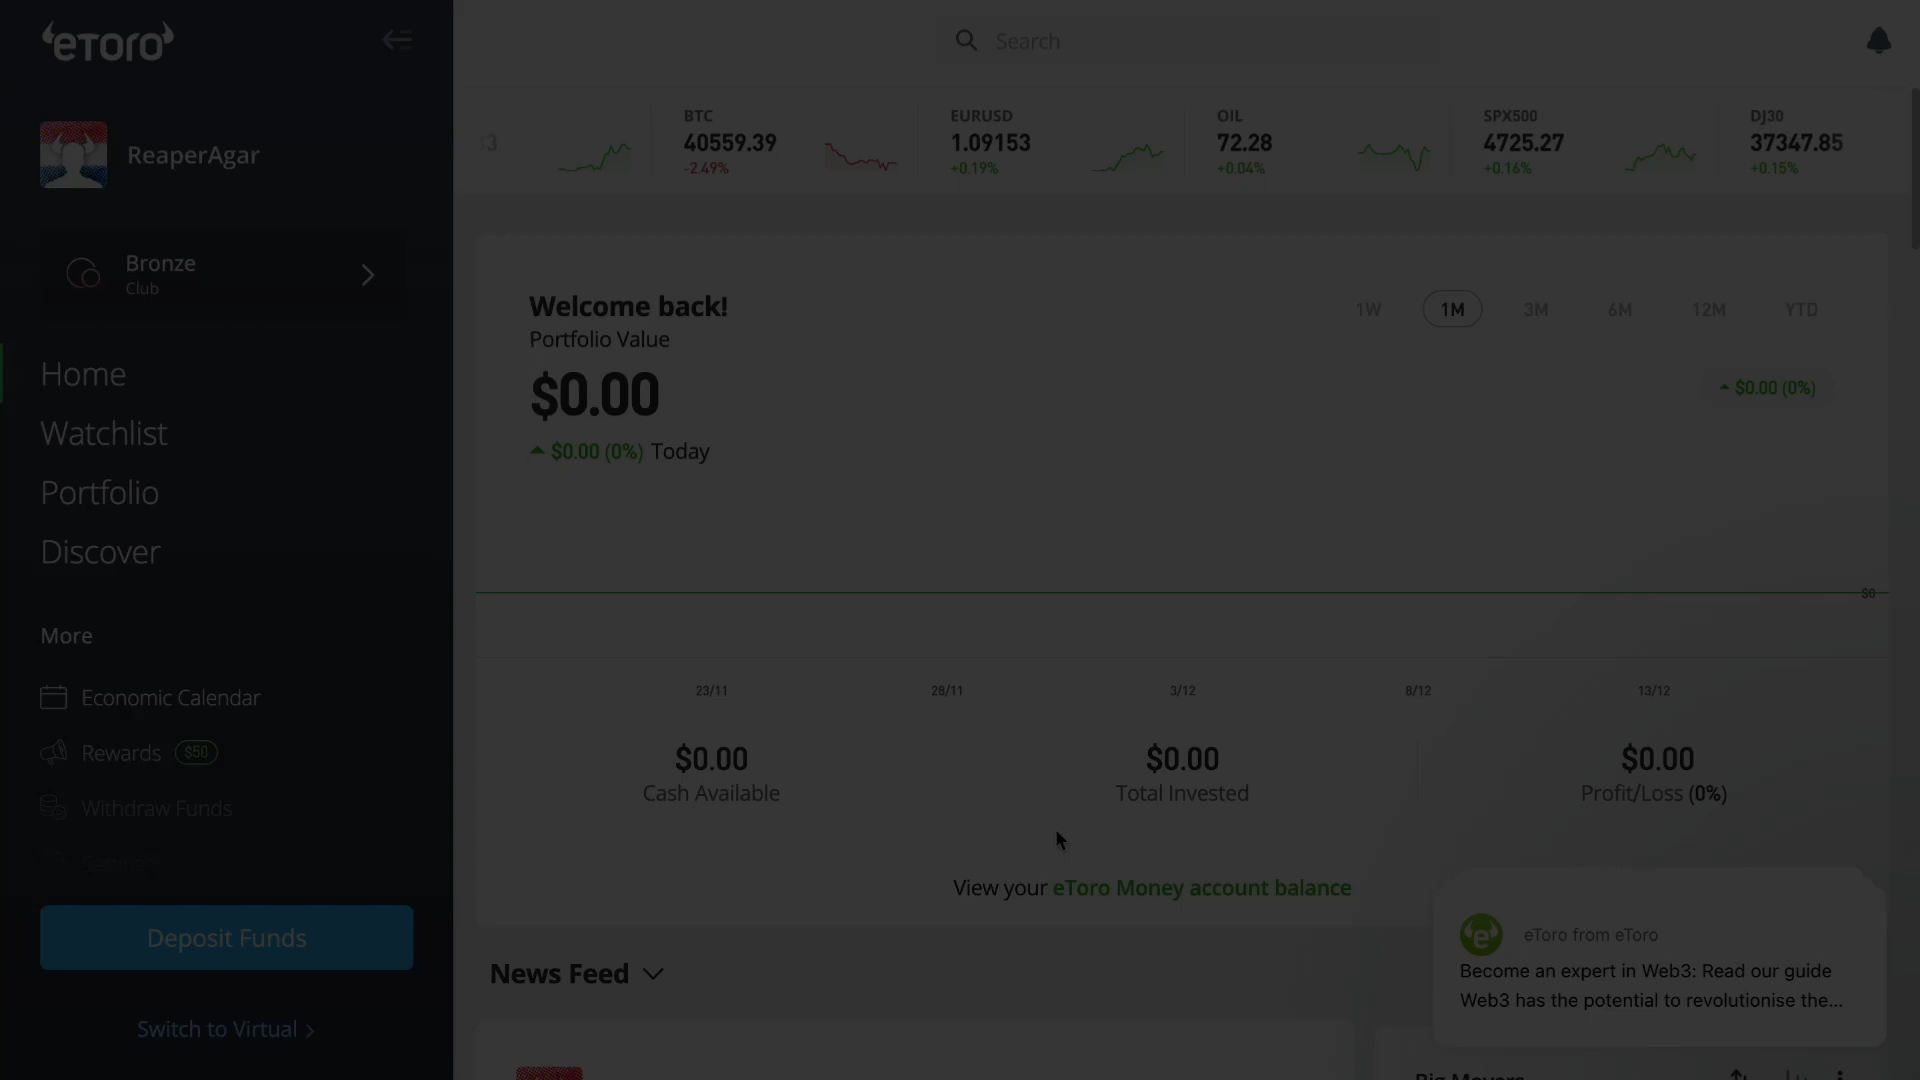 eToro
Search
ReaperAgar
Bronze
Club
Home
Watchlist
Portfolio
Discover
More
Economic Calendar
Rewards $50
Withdraw Funds
Deposit Funds
Switch to Virtual
BTC
40559.39
-2.49%
EURUSD
1.09153
+0.19%
OIL
72.28
+0.04%
SPX500
4725.27
+0.16%
DJ30
37347.85
+0.15%
Welcome back!
1W 1M 3M 6M 12M YTD
Portfolio Value
$0.00
$0.00 (0%)
$0.00 (0%) Today
$0
23/11 28/11 3/12 8/12 13/12
$0.00
Cash Available
$0.00
Total Invested
$0.00
Profit/Loss (0%)
View your eToro Money account balance
News Feed
eToro from eToro
Become an expert in Web3: Read our guide
Web3 has the potential to revolutionise the...
Big Movers